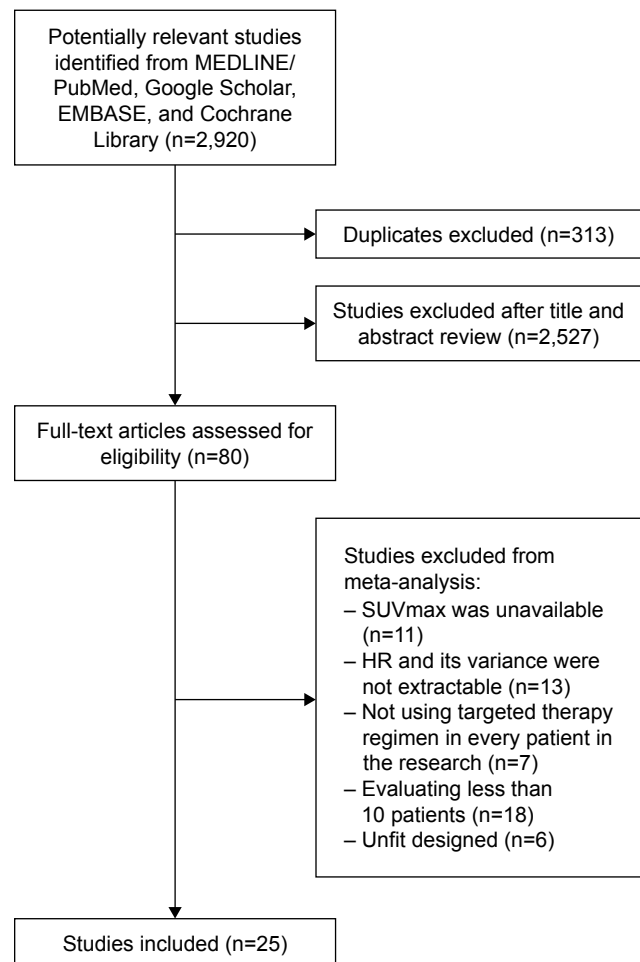 Potentially relevant studies
identified from MEDLINE/
PubMed, Google Scholar,
EMBASE, and Cochrane
Library (n=2,920)
Duplicates excluded (n=313)
Studies excluded after title and
abstract review (n=2,527)
Full-text articles assessed for
eligibility (n=80)
Studies excluded from
meta-analysis:
– SUVmax was unavailable
(n=11)
– HR and its variance were
not extractable (n=13)
– Not using targeted therapy
regimen in every patient in
the research (n=7)
– Evaluating less than
10 patients (n=18)
– Unfit designed (n=6)
Studies included (n=25)